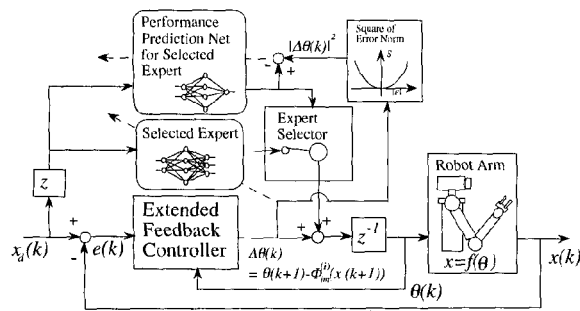 Performance
Prediction Net
for Selected
Expert
|Δθ(k)|²
Square of
Error Norm
S
|e|
+
-
Selected Expert
Expert
Selector
Robot Arm
z
Extended
Feedback
Controller
z⁻¹
x=f(θ)
x_d(k)
+
-
e(k)
+
+
Δθ(k)
= θ(k+1)-Φ_im^(i)(x(k+1))
θ(k)
x(k)